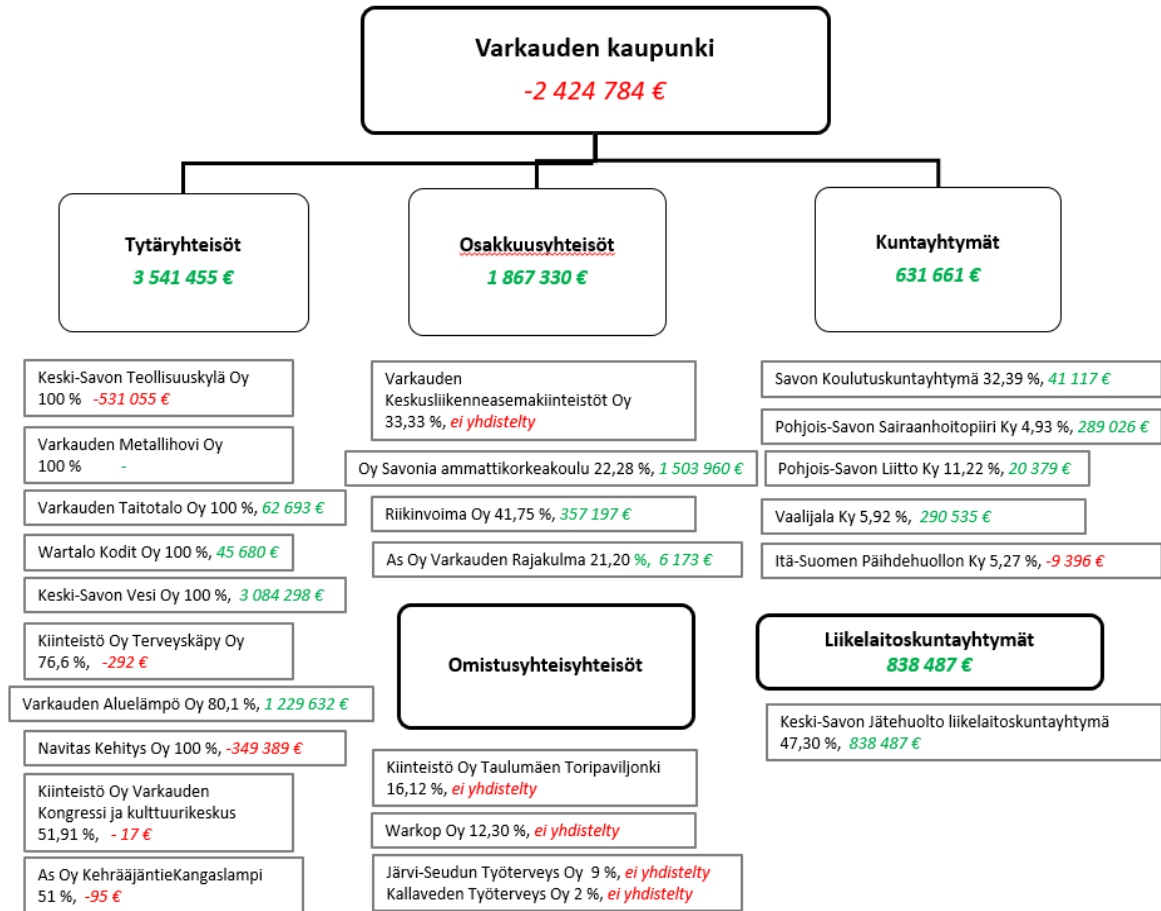 Varkauden kaupunki
-2 424 784 €
Tytäryhteisöt
3 541 455 €
Osakkuusyhteisöt
1 867 330 €
Kuntayhtymät
631 661 €
Keski-Savon Teollisuuskylä Oy
100 % -531 055 €
Varkauden Metallihovi Oy
100 % -
Varkauden Taitotalo Oy 100 %, 62 693 €
Wartalo Kodit Oy 100 %, 45 680 €
Keski-Savon Vesi Oy 100 %, 3 084 298 €
Kiinteistö Oy Terveyskäpy Oy
76,6 %, -292 €
Varkauden Aluelämpö Oy 80,1 %, 1 229 632 €
Navitas Kehitys Oy 100 %, -349 389 €
Kiinteistö Oy Varkauden
Kongressi ja kulttuurikeskus
51,91 %, - 17 €
As Oy KehrääjäntieKangaslampi
51 %, -95 €
Varkauden
Keskusliikenneasemakiinteistöt Oy
33,33 %, ei yhdistelty
Oy Savonia ammattikorkeakoulu 22,28 %, 1 503 960 €
Riikinvoima Oy 41,75 %, 357 197 €
As Oy Varkauden Rajakulma 21,20 %, 6 173 €
Omistusyhteisyhteisöt
Kiinteistö Oy Taulumäen Toripaviljonki
16,12 %, ei yhdistelty
Warkop Oy 12,30 %, ei yhdistelty
Järvi-Seudun Työterveys Oy 9 %, ei yhdistelty
Kallaveden Työterveys Oy 2 %, ei yhdistelty
Savon Koulutuskuntayhtymä 32,39 %, 41 117 €
Pohjois-Savon Sairaanhoitopiiri Ky 4,93 %, 289 026 €
Pohjois-Savon Liitto Ky 11,22 %, 20 379 €
Vaalijala Ky 5,92 %, 290 535 €
Itä-Suomen Päihdehuollon Ky 5,27 %, -9 396 €
Liikelaitoskuntayhtymät
838 487 €
Keski-Savon Jätehuolto liikelaitoskuntayhtymä
47,30 %, 838 487 €